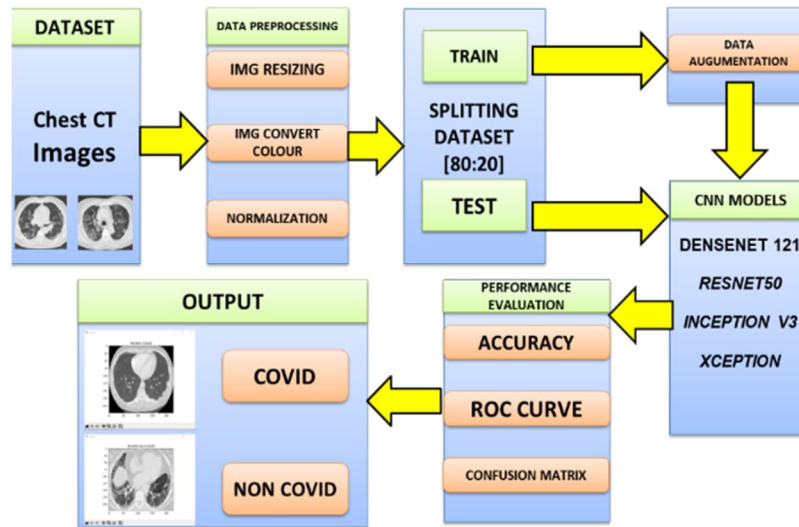 DATASET
Chest CT
Images
DATA PREPROCESSING
IMG RESIZING
IMG CONVERT
COLOUR
NORMALIZATION
TRAIN
SPLITTING
DATASET
[80:20]
TEST
DATA
AUGUMENTATION
CNN MODELS
DENSENET 121
RESNET50
INCEPTION V3
XCEPTION
PERFORMANCE
EVALUATION
ACCURACY
ROC CURVE
CONFUSION MATRIX
OUTPUT
COVID
NON COVID